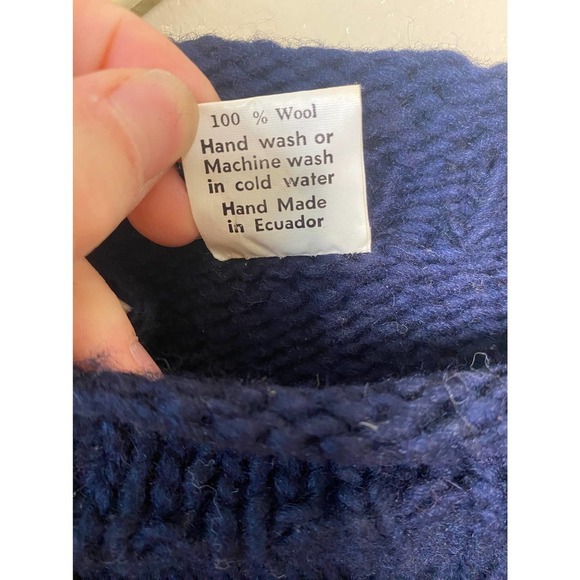 100 % Wool
Hand wash or
Machine wash
in cold water
Hand Made
in Ecuador